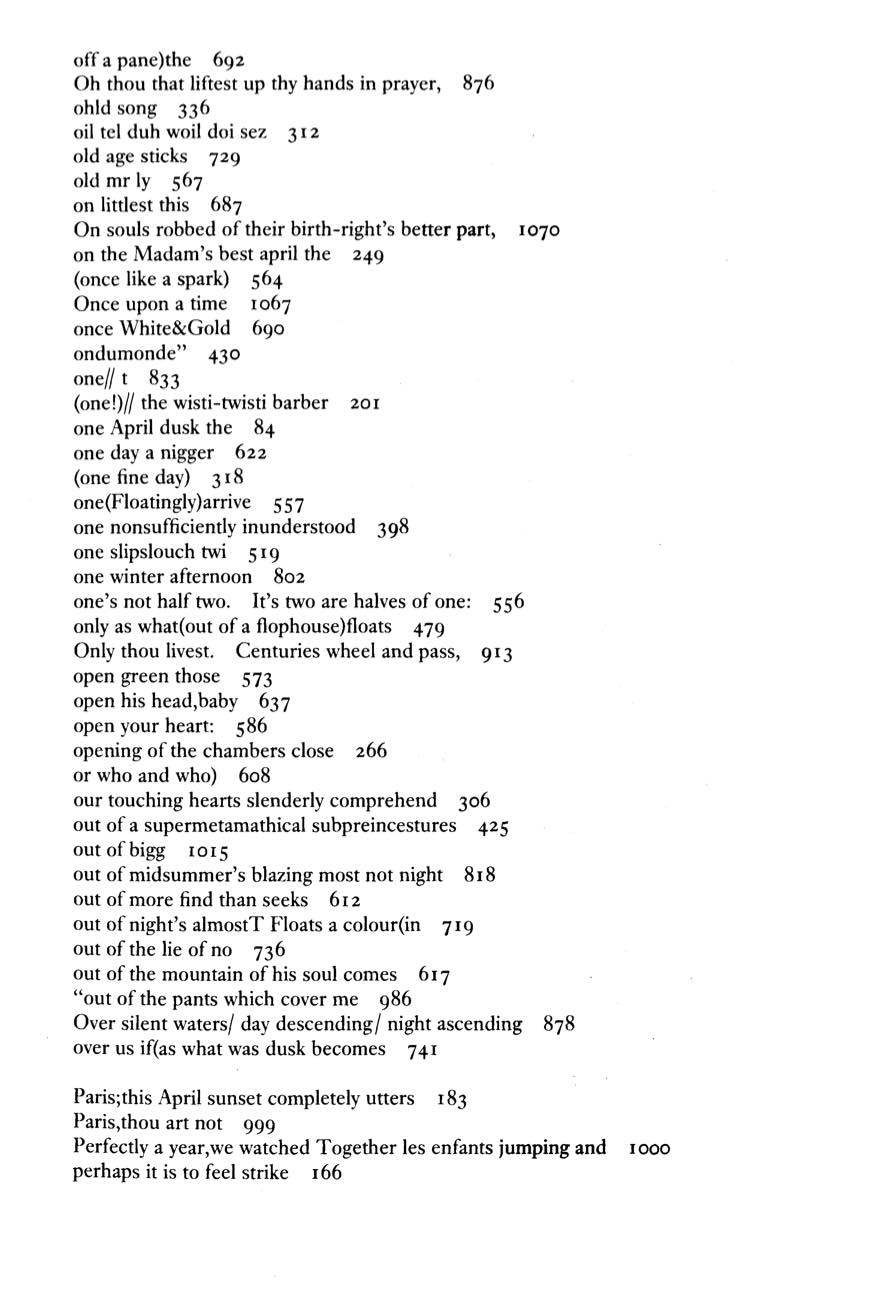 off a pane)the 692
Oh thou that liftest up thy hands in prayer, 876
ohld song 336
oil tel duh woil doi sez 312
old age sticks 729
old mr ly 567
on littlest this 687
On souls robbed of their birth-right's better part, 1070
on the Madam's best april the 249
(once like a spark) 564
Once upon a time 1067
once White&Gold 690
ondumonde” 430
one// t 833
(one!)// the wisti-twisti barber 201
one April dusk the 84
one day a nigger 622
(one fine day) 318
one(Floatingly)arrive 557
one nonsufficiently inunderstood 398
one slipslouch twi 519
one winter afternoon 802
one's not half two. It's two are halves of one: 556
only as what(out of a flophouse)floats 479
Only thou livest. Centuries wheel and pass, 913
open green those 573
open his head,baby 637
open your heart: 586
opening of the chambers close 266
or who and who) 608
our touching hearts slenderly comprehend 306
out of a supermetamathical subpreincestures 425
out of bigg 1015
out of midsummer's blazing most not night 818
out of more find than seeks 612
out of night's almosT Floats a colour(in 719
out of the lie of no 736
out of the mountain of his soul comes 617
“out of the pants which cover me 986
Over silent waters/ day descending/ night ascending 878
over us if(as what was dusk becomes 741
Paris;this April sunset completely utters 183
Paris,thou art not 999
Perfectly a year,we watched Together les enfants jumping and 1000
perhaps it is to feel strike 166